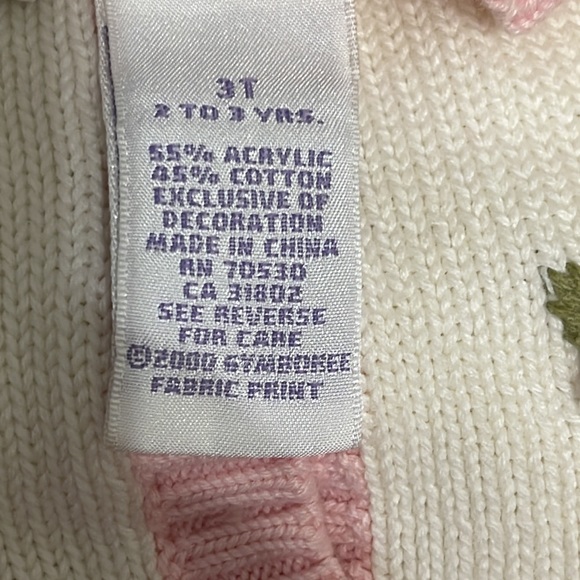 3T
2 TO 3 YRS.
55% ACRYLIC
45% COTTON
EXCLUSIVE OF
DECORATION
MADE IN CHINA
RN 70530
CA 31802
SEE REVERSE
FOR CARE
©2000 GYMBOREE
FABRIC PRINT